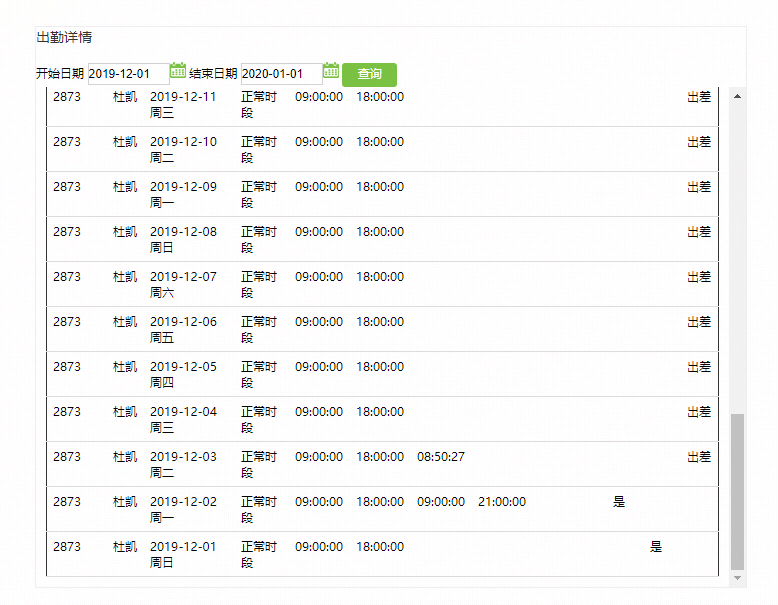 出勤详情
开始日期 2019-12-01 结束日期 2020-01-01 查询
2873 杜凯 2019-12-11 正常时 09:00:00 18:00:00 出差
周三 段
2873 杜凯 2019-12-10 正常时 09:00:00 18:00:00 出差
周二 段
2873 杜凯 2019-12-09 正常时 09:00:00 18:00:00 出差
周一 段
2873 杜凯 2019-12-08 正常时 09:00:00 18:00:00 出差
周日 段
2873 杜凯 2019-12-07 正常时 09:00:00 18:00:00 出差
周六 段
2873 杜凯 2019-12-06 正常时 09:00:00 18:00:00 出差
周五 段
2873 杜凯 2019-12-05 正常时 09:00:00 18:00:00 出差
周四 段
2873 杜凯 2019-12-04 正常时 09:00:00 18:00:00 出差
周三 段
2873 杜凯 2019-12-03 正常时 09:00:00 18:00:00 08:50:27 出差
周二 段
2873 杜凯 2019-12-02 正常时 09:00:00 18:00:00 09:00:00 21:00:00 是
周一 段
2873 杜凯 2019-12-01 正常时 09:00:00 18:00:00 是
周日 段